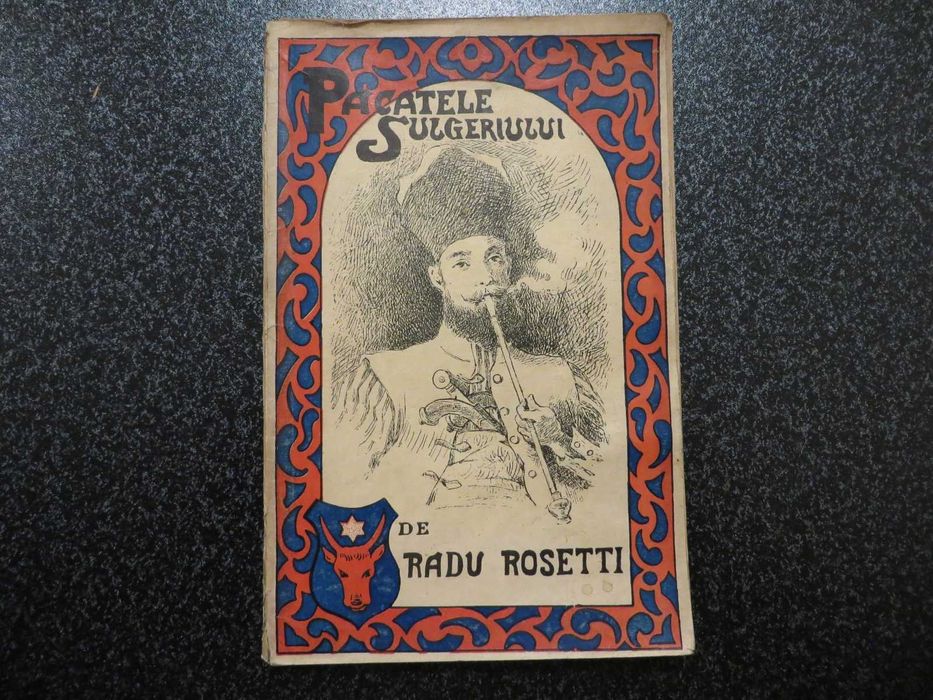 PĂCATELE
SULGERIULUI
DE
RADU ROSETTI